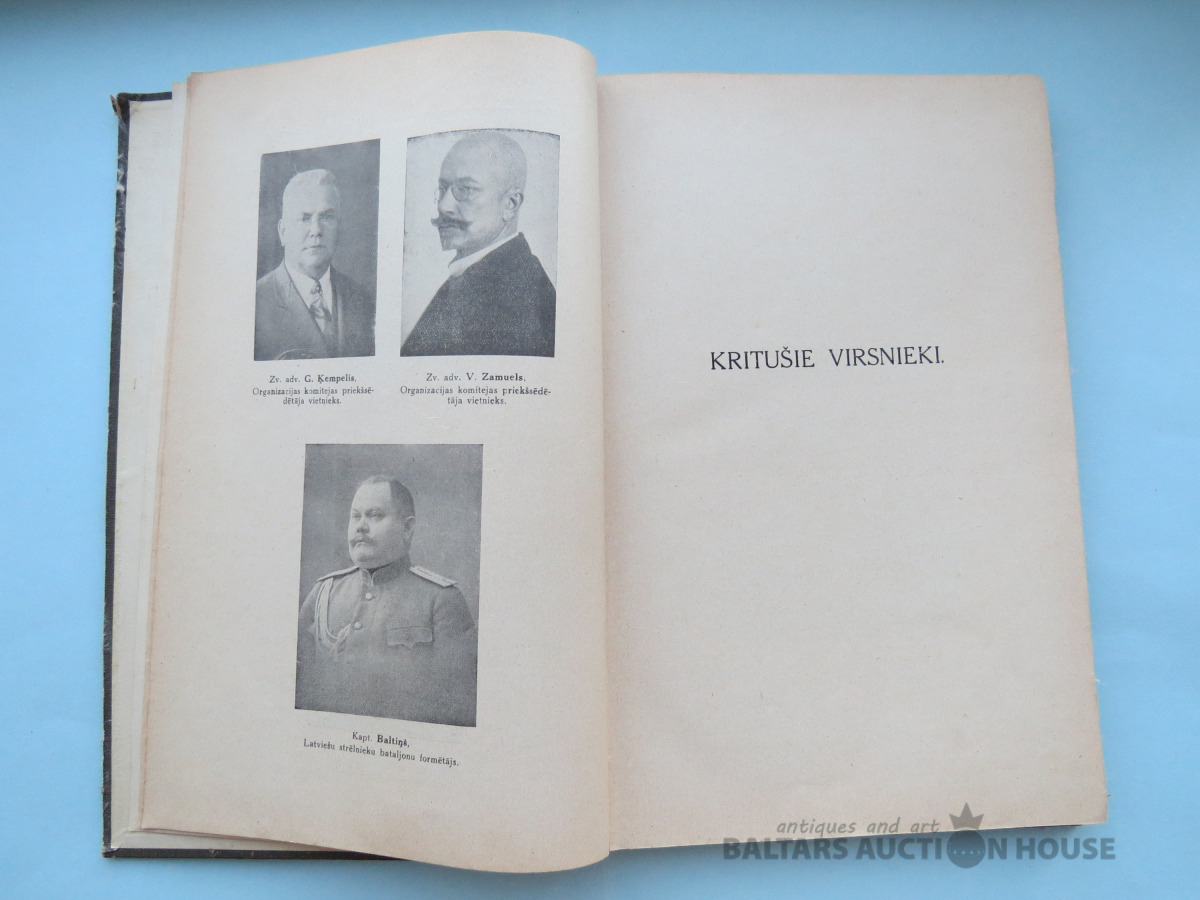 Zv. adv. G. Ķempelis,
Organizacijas komitejas priekšsē-
dētāja vietnieks.
Zv. adv. V. Zamuels,
Organizacijas komitejas priekšsēdē-
tāja vietnieks.
Kapt. Baltiņš,
Latviešu strēlnieku bataljonu formētājs.
KRITUŠIE VIRSNIEKI.
antiques and art
BALTARS AUCTION HOUSE